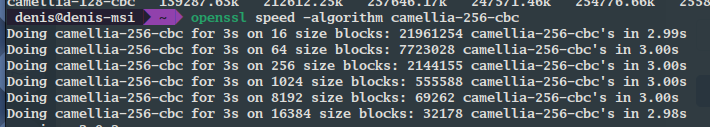 camellia-128-cbc 159287.65k 212612.25k 257646.17k 247571.46k 254776.66k 255
denis@denis-msi ~ openssl speed -algorithm camellia-256-cbc
Doing camellia-256-cbc for 3s on 16 size blocks: 21961254 camellia-256-cbc's in 2.99s
Doing camellia-256-cbc for 3s on 64 size blocks: 7723028 camellia-256-cbc's in 3.00s
Doing camellia-256-cbc for 3s on 256 size blocks: 2144155 camellia-256-cbc's in 3.00s
Doing camellia-256-cbc for 3s on 1024 size blocks: 555588 camellia-256-cbc's in 3.00s
Doing camellia-256-cbc for 3s on 8192 size blocks: 69262 camellia-256-cbc's in 3.00s
Doing camellia-256-cbc for 3s on 16384 size blocks: 32178 camellia-256-cbc's in 2.98s